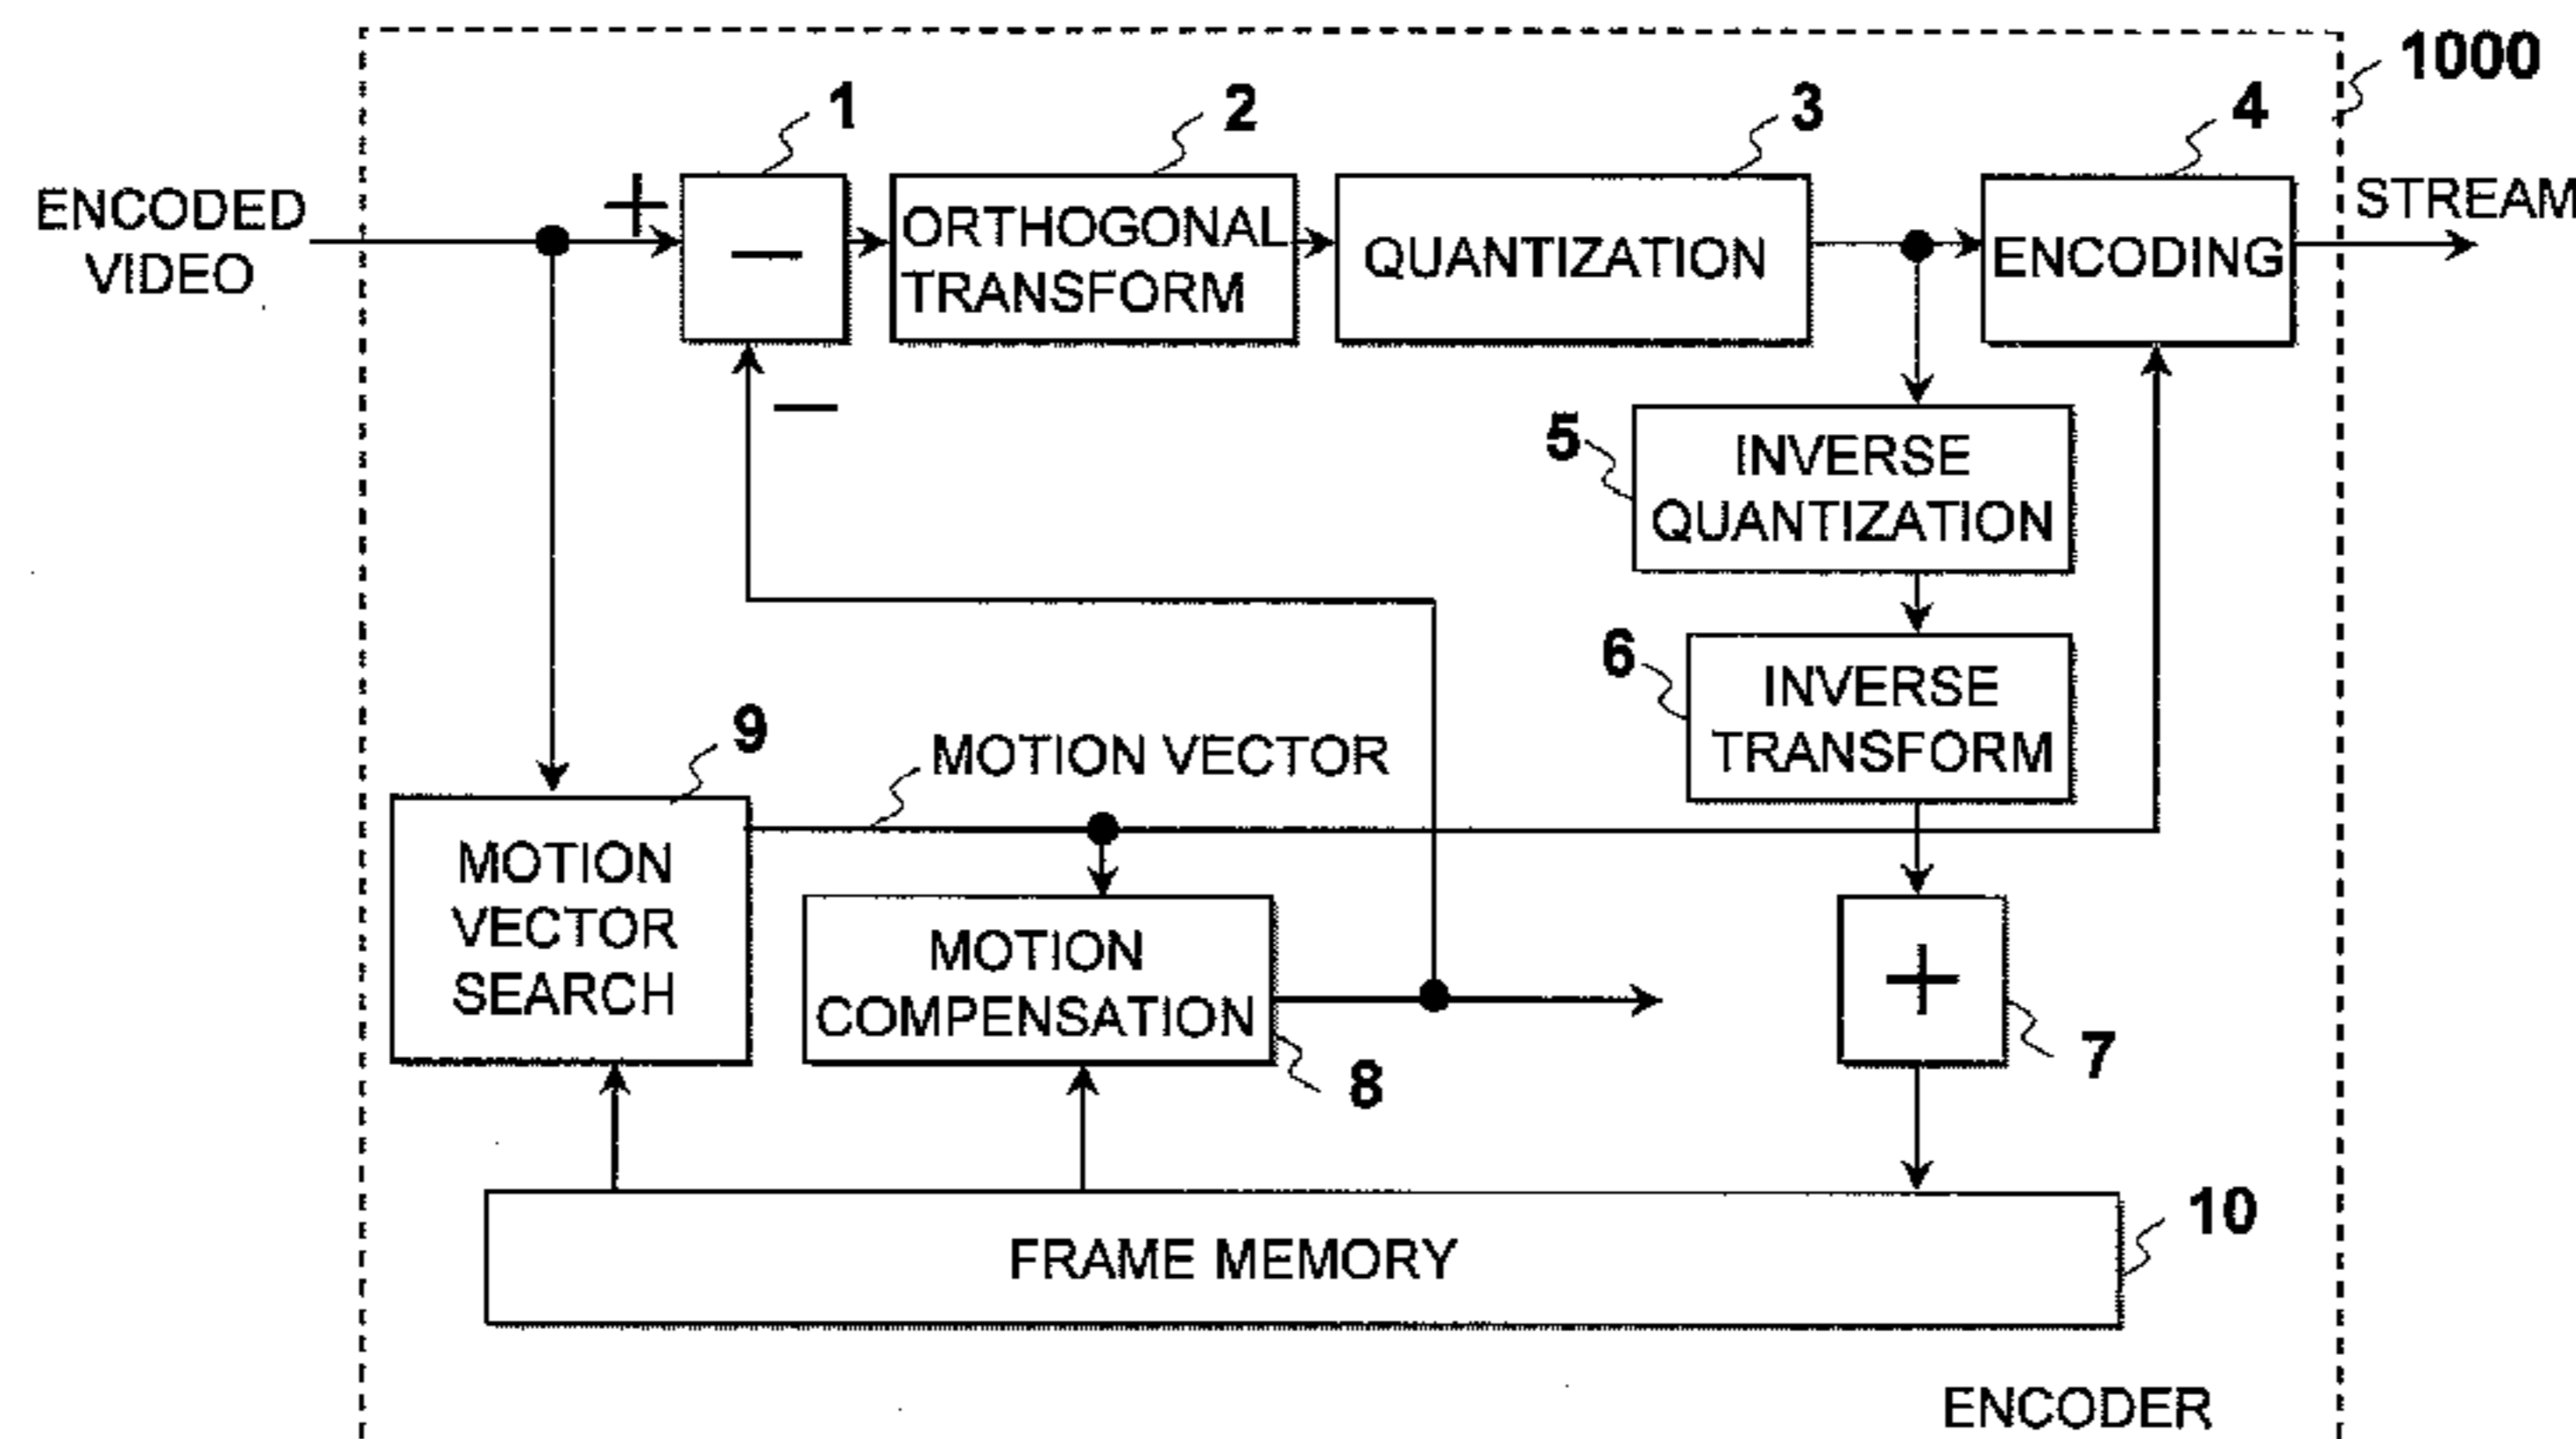 1000
1
2
3
4
ENCODED
VIDEO
+
−
ORTHOGONAL
TRANSFORM
QUANTIZATION
ENCODING
STREAM
−
5
INVERSE
QUANTIZATION
6
INVERSE
TRANSFORM
9
MOTION VECTOR
MOTION
VECTOR
SEARCH
MOTION
COMPENSATION
8
+
7
10
FRAME MEMORY
ENCODER